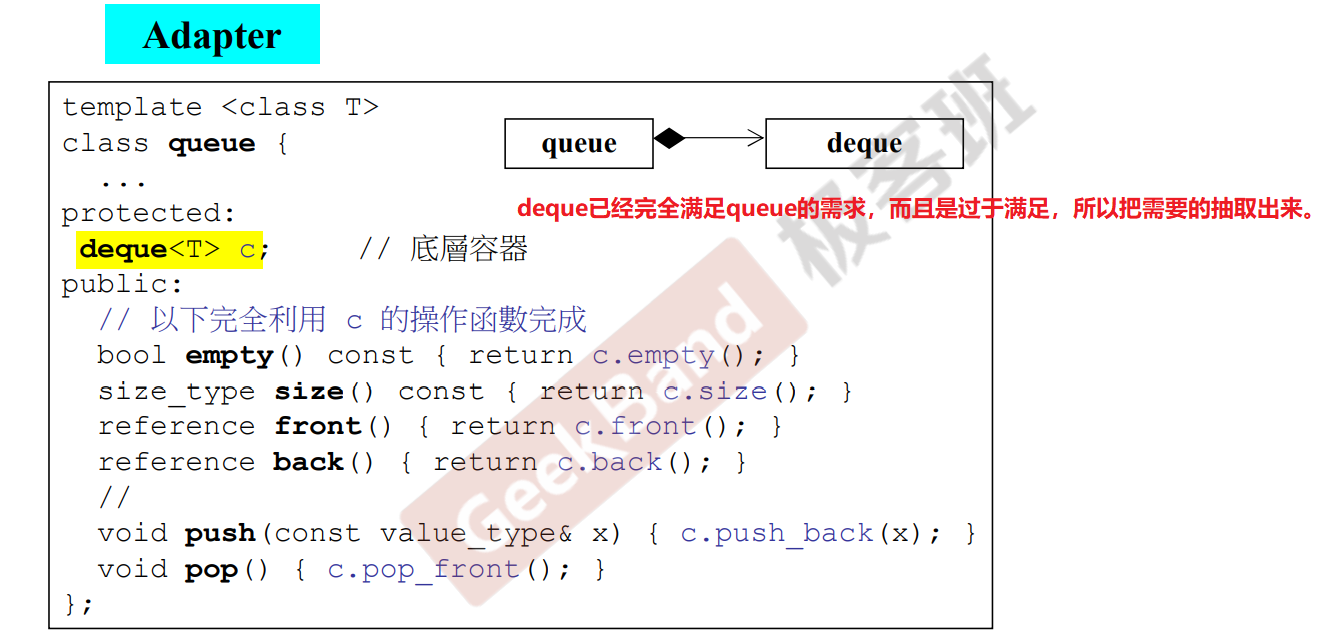 Adapter
template <class T>
class queue {
queue
deque
...
protected:
deque已经完全满足queue的需求，而且是过于满足，所以把需要的抽取出来。
deque<T> c; // 底層容器
public:
// 以下完全利用 c 的操作函數完成
bool empty() const { return c.empty(); }
size_type size() const { return c.size(); }
reference front() { return c.front(); }
reference back() { return c.back(); }
//
void push(const value_type& x) { c.push_back(x); }
void pop() { c.pop_front(); }
};
GeekBand
极客班